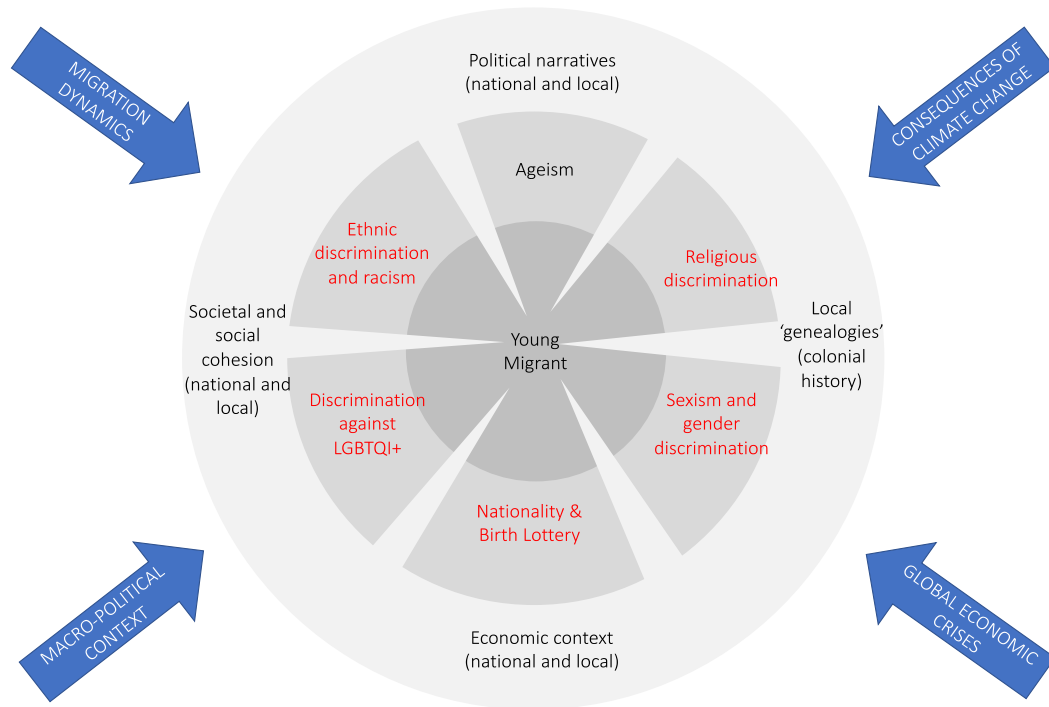 MIGRATION
DYNAMICS
CONSEQUENCES OF
CLIMATE CHANGE
Political narratives
(national and local)
Ageism
Ethnic
discrimination
and racism
Religious
discrimination
Societal and
social
cohesion
(national and
local)
Young
Migrant
Local
‘genealogies’
(colonial
history)
Discrimination
against
LGBTQI+
Sexism and
gender
discrimination
Nationality &
Birth Lottery
Economic context
(national and local)
MACRO-POLITICAL
CONTEXT
GLOBAL ECONOMIC
CRISES